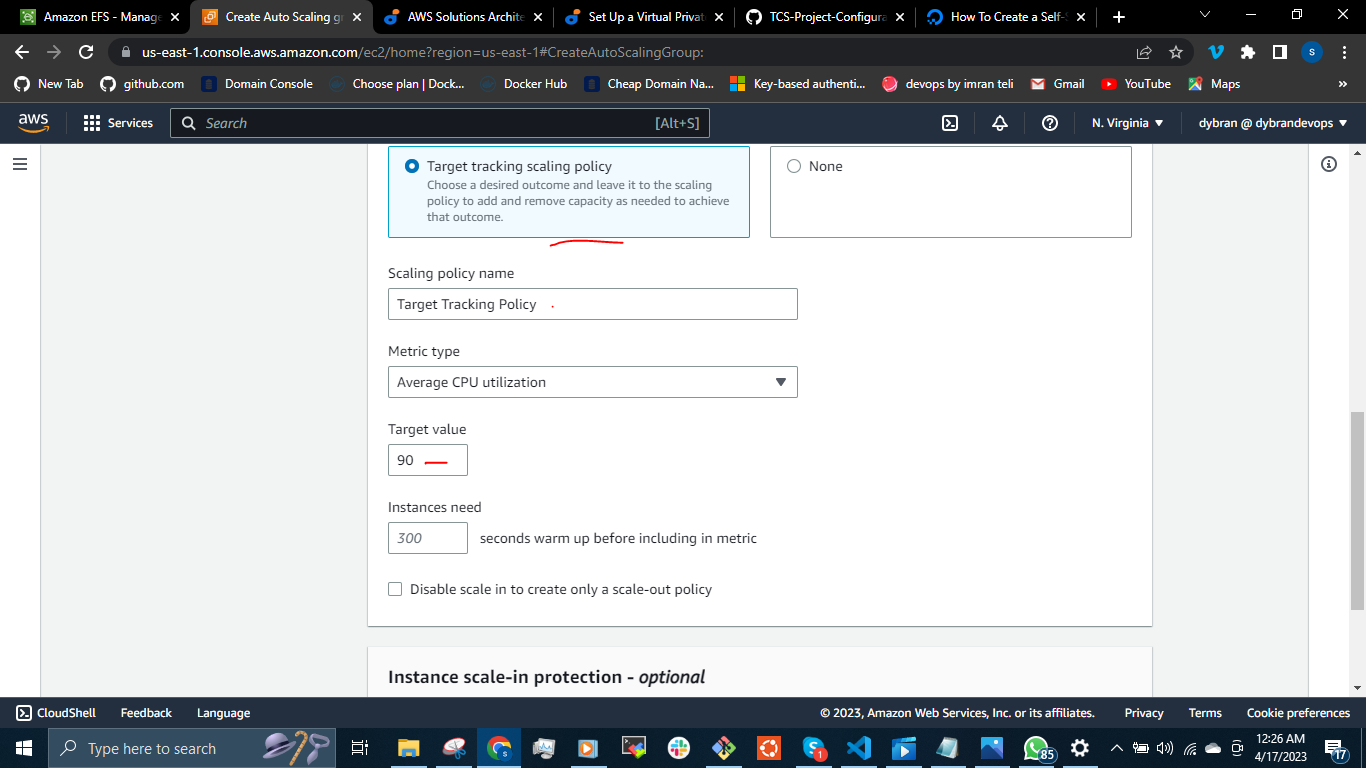 Amazon EFS - Manage
Create Auto Scaling gr
AWS Solutions Archite
Set Up a Virtual Privat
TCS-Project-Configura
How To Create a Self-S
us-east-1.console.aws.amazon.com/ec2/home?region=us-east-1#CreateAutoScalingGroup:
s
New Tab
github.com
Domain Console
Choose plan | Dock...
Docker Hub
Cheap Domain Na...
Key-based authenti...
devops by imran teli
Gmail
YouTube
Maps
»
aws
Services
Search
[Alt+S]
N. Virginia
dybran @ dybrandevops
Target tracking scaling policy
Choose a desired outcome and leave it to the scaling
policy to add and remove capacity as needed to achieve
that outcome.
None
Scaling policy name
Target Tracking Policy
Metric type
Average CPU utilization
Target value
90
Instances need
300
seconds warm up before including in metric
Disable scale in to create only a scale-out policy
Instance scale-in protection - optional
CloudShell
Feedback
Language
© 2023, Amazon Web Services, Inc. or its affiliates.
Privacy
Terms
Cookie preferences
Type here to search
1
85
12:26 AM
4/17/2023
17